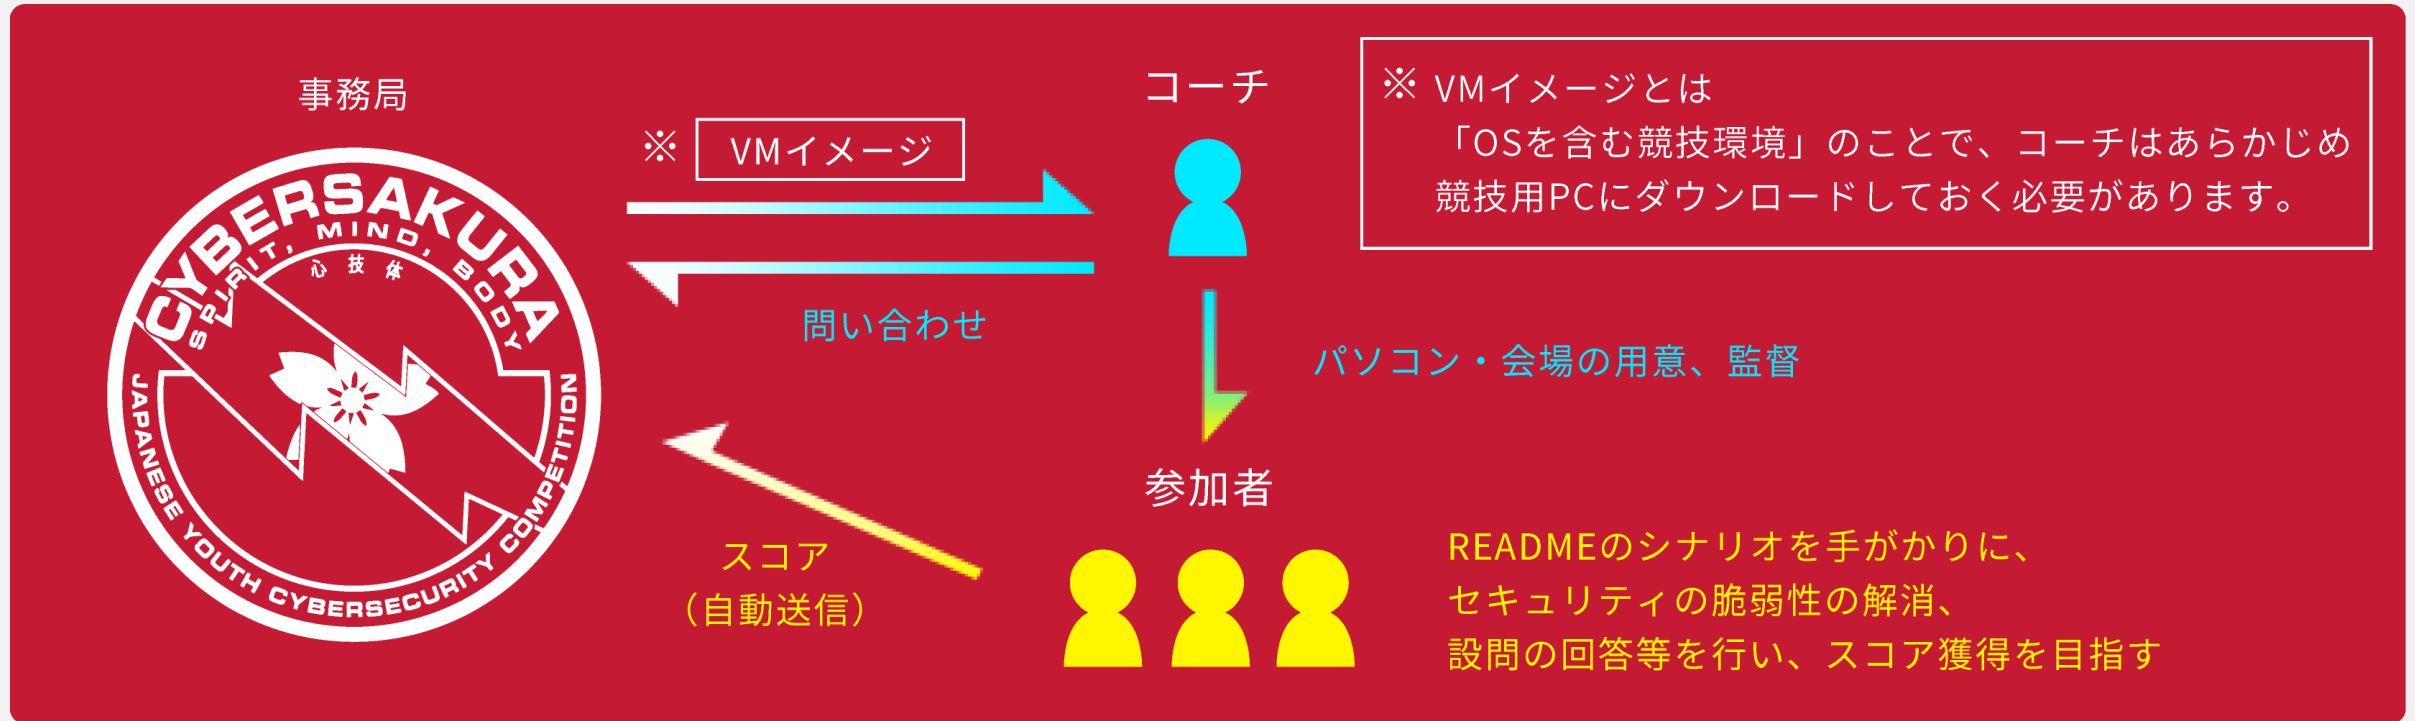 事務局
CYBERSAKURA
SPIRIT, MIND, BODY
心技体
JAPANESE YOUTH CYBERSECURITY COMPETITION
※ VMイメージ
問い合わせ
コーチ
※ VMイメージとは
「OSを含む競技環境」のことで、コーチはあらかじめ
競技用PCにダウンロードしておく必要があります。
パソコン・会場の用意、監督
参加者
スコア
（自動送信）
READMEのシナリオを手がかりに、
セキュリティの脆弱性の解消、
設問の回答等を行い、スコア獲得を目指す